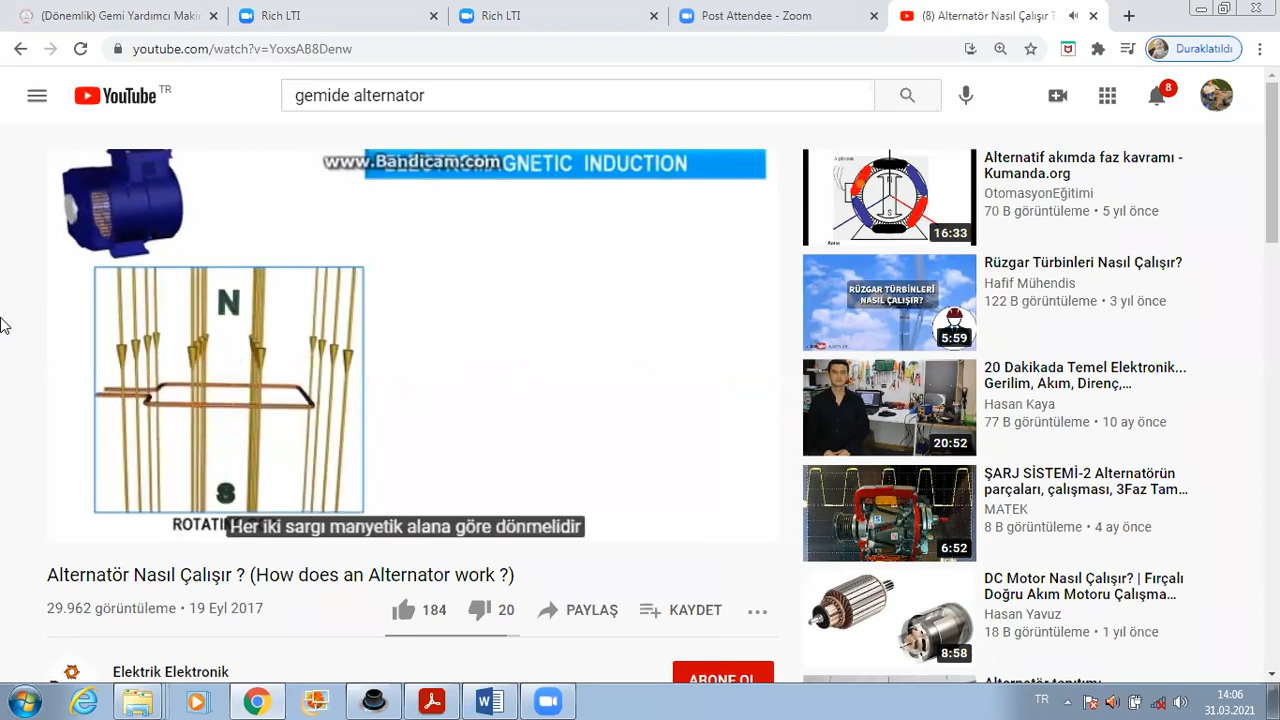 (Dönemlik) Gemi Yardımcı Maki
Rich LTI
Rich LTI
Post Attendee - Zoom
(8) Alternatör Nasıl Çalışır ?
youtube.com/watch?v=YoxsAB8Denw
Duraklatıldı
YouTube TR
gemide alternator
8
www.Bandicam.com
GNETIC INDUCTION
N
S
ROTATI
Her iki sargı manyetik alana göre dönmelidir
Alternatör Nasıl Çalışır ? (How does an Alternator work ?)
29.962 görüntüleme • 19 Eyl 2017
184
20
PAYLAŞ
KAYDET
Elektrik Elektronik
ABONE OL
16:33
Alternatif akımda faz kavramı -
Kumanda.org
OtomasyonEğitimi
70 B görüntüleme • 5 yıl önce
RÜZGAR TÜRBİNLERİ
NASIL ÇALIŞIR?
5:59
Rüzgar Türbinleri Nasıl Çalışır?
Hafif Mühendis
122 B görüntüleme • 3 yıl önce
20:52
20 Dakikada Temel Elektronik...
Gerilim, Akım, Direnç,...
Hasan Kaya
77 B görüntüleme • 10 ay önce
6:52
ŞARJ SİSTEMİ-2 Alternatörün
parçaları, çalışması, 3Faz Tam...
MATEK
8 B görüntüleme • 4 ay önce
8:58
DC Motor Nasıl Çalışır? | Fırçalı
Doğru Akım Motoru Çalışma...
Hasan Yavuz
18 B görüntüleme • 1 yıl önce
Alternatör tanıtımı
TR
14:06
31.03.2021